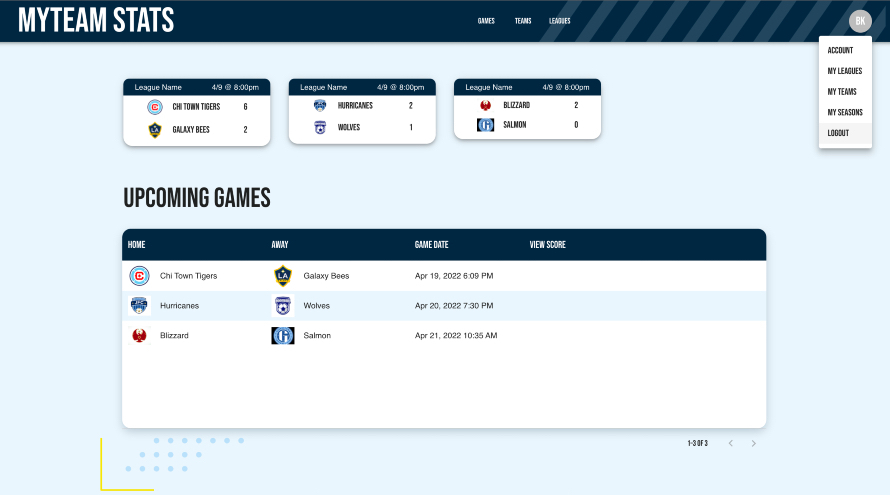 MYTEAM STATS
GAMES TEAMS LEAGUES
BK
ACCOUNT
MY LEAGUES
MY TEAMS
MY SEASONS
LOGOUT
League Name 4/9 @ 8:00pm
CHI TOWN TIGERS 6
GALAXY BEES 2
League Name 4/9 @ 8:00pm
HURRICANES 2
WOLVES 1
League Name 4/9 @ 8:00pm
BLIZZARD 2
SALMON 0
UPCOMING GAMES
HOME AWAY GAME DATE VIEW SCORE
Chi Town Tigers LA Galaxy Bees Apr 19, 2022 6:09 PM
Hurricanes Wolves Apr 20, 2022 7:30 PM
Blizzard Salmon Apr 21, 2022 10:35 AM
1-3 OF 3